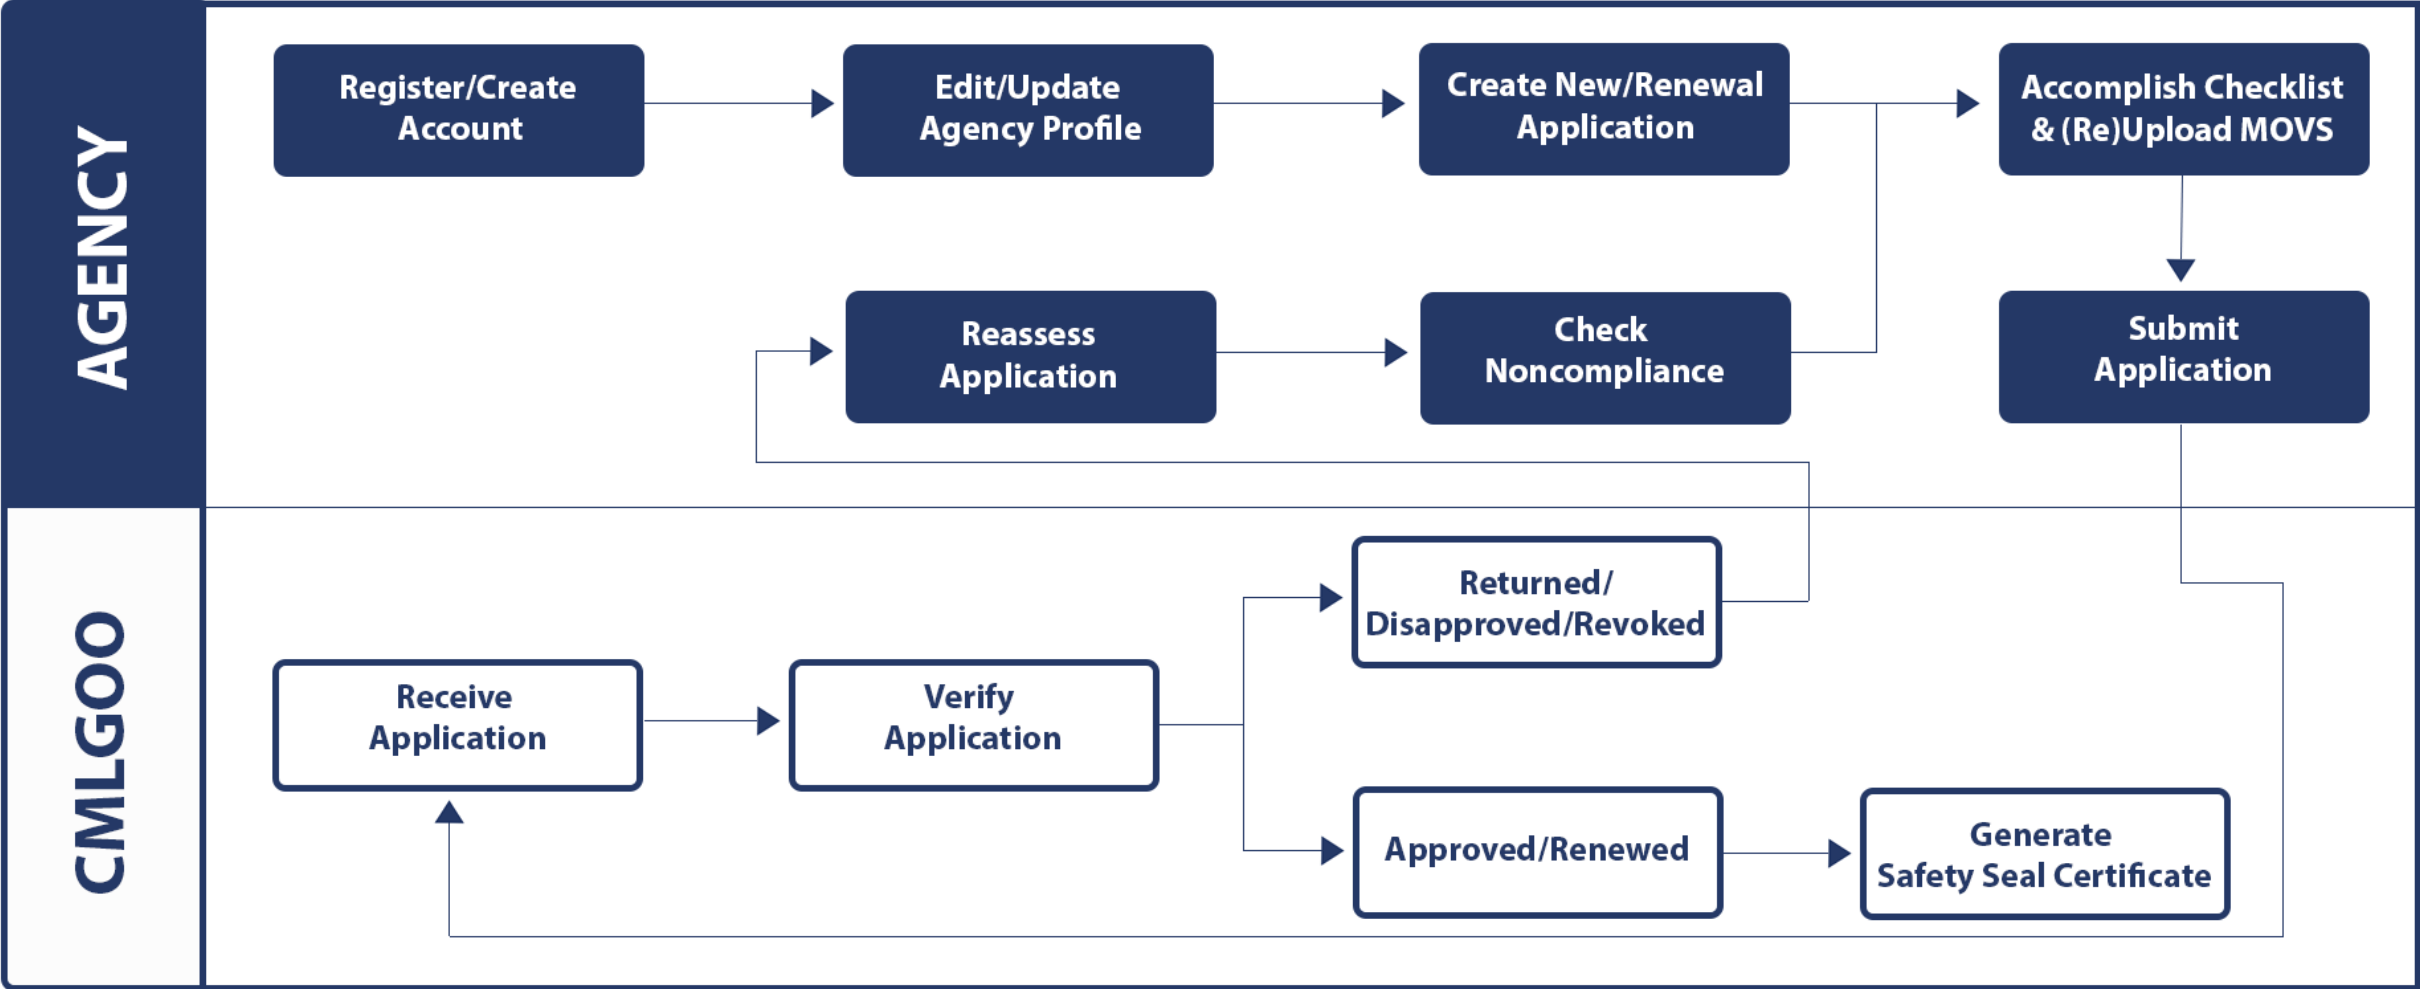 AGENCY
Register/Create
Account
Edit/Update
Agency Profile
Create New/Renewal
Application
Accomplish Checklist
& (Re)Upload MOVS
Reassess
Application
Check
Noncompliance
Submit
Application
CMLGOO
Receive
Application
Verify
Application
Returned/
Disapproved/Revoked
Approved/Renewed
Generate
Safety Seal Certificate